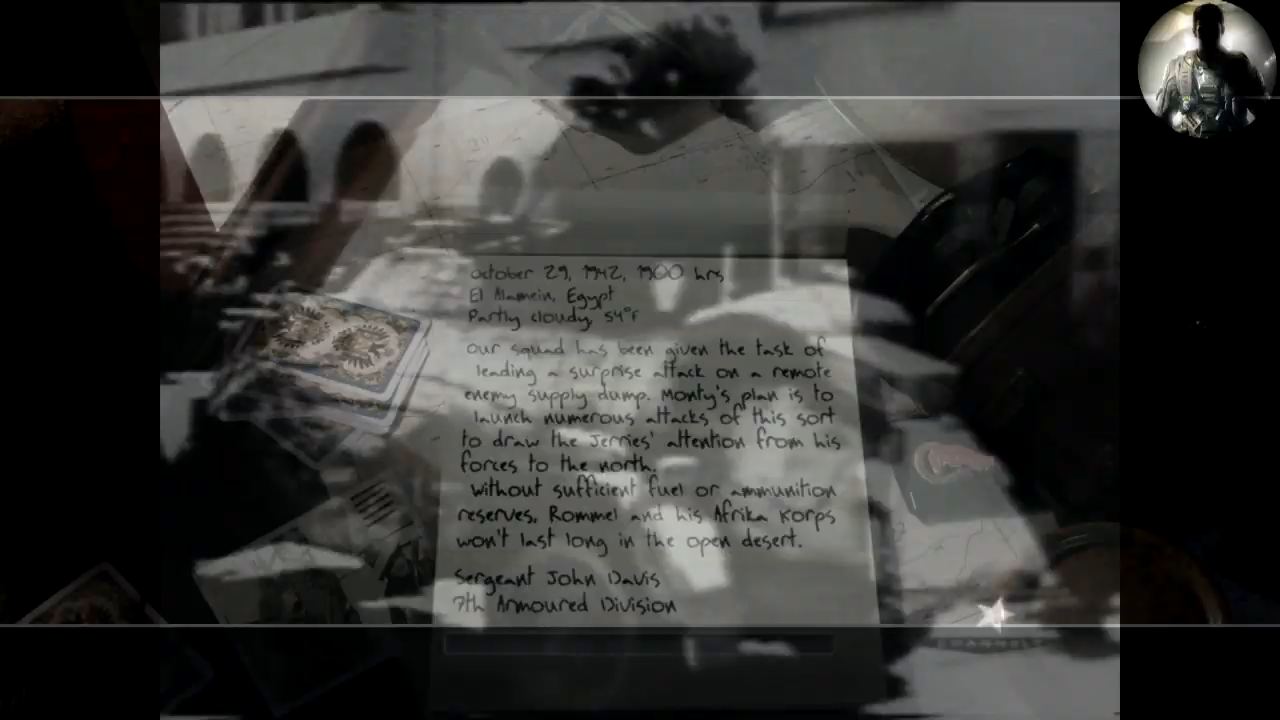 October 29, 1942, 1900 hrs
El Alamein, Egypt
Partly cloudy, 54°F
Our squad has been given the task of
leading a surprise attack on a remote
enemy supply dump. Monty's plan is to
launch numerous attacks of this sort
to draw the Jerries' attention from his
forces to the north.
Without sufficient fuel or ammunition
reserves, Rommel and his Afrika Korps
won't last long in the open desert.
Sergeant John Davis
7th Armoured Division